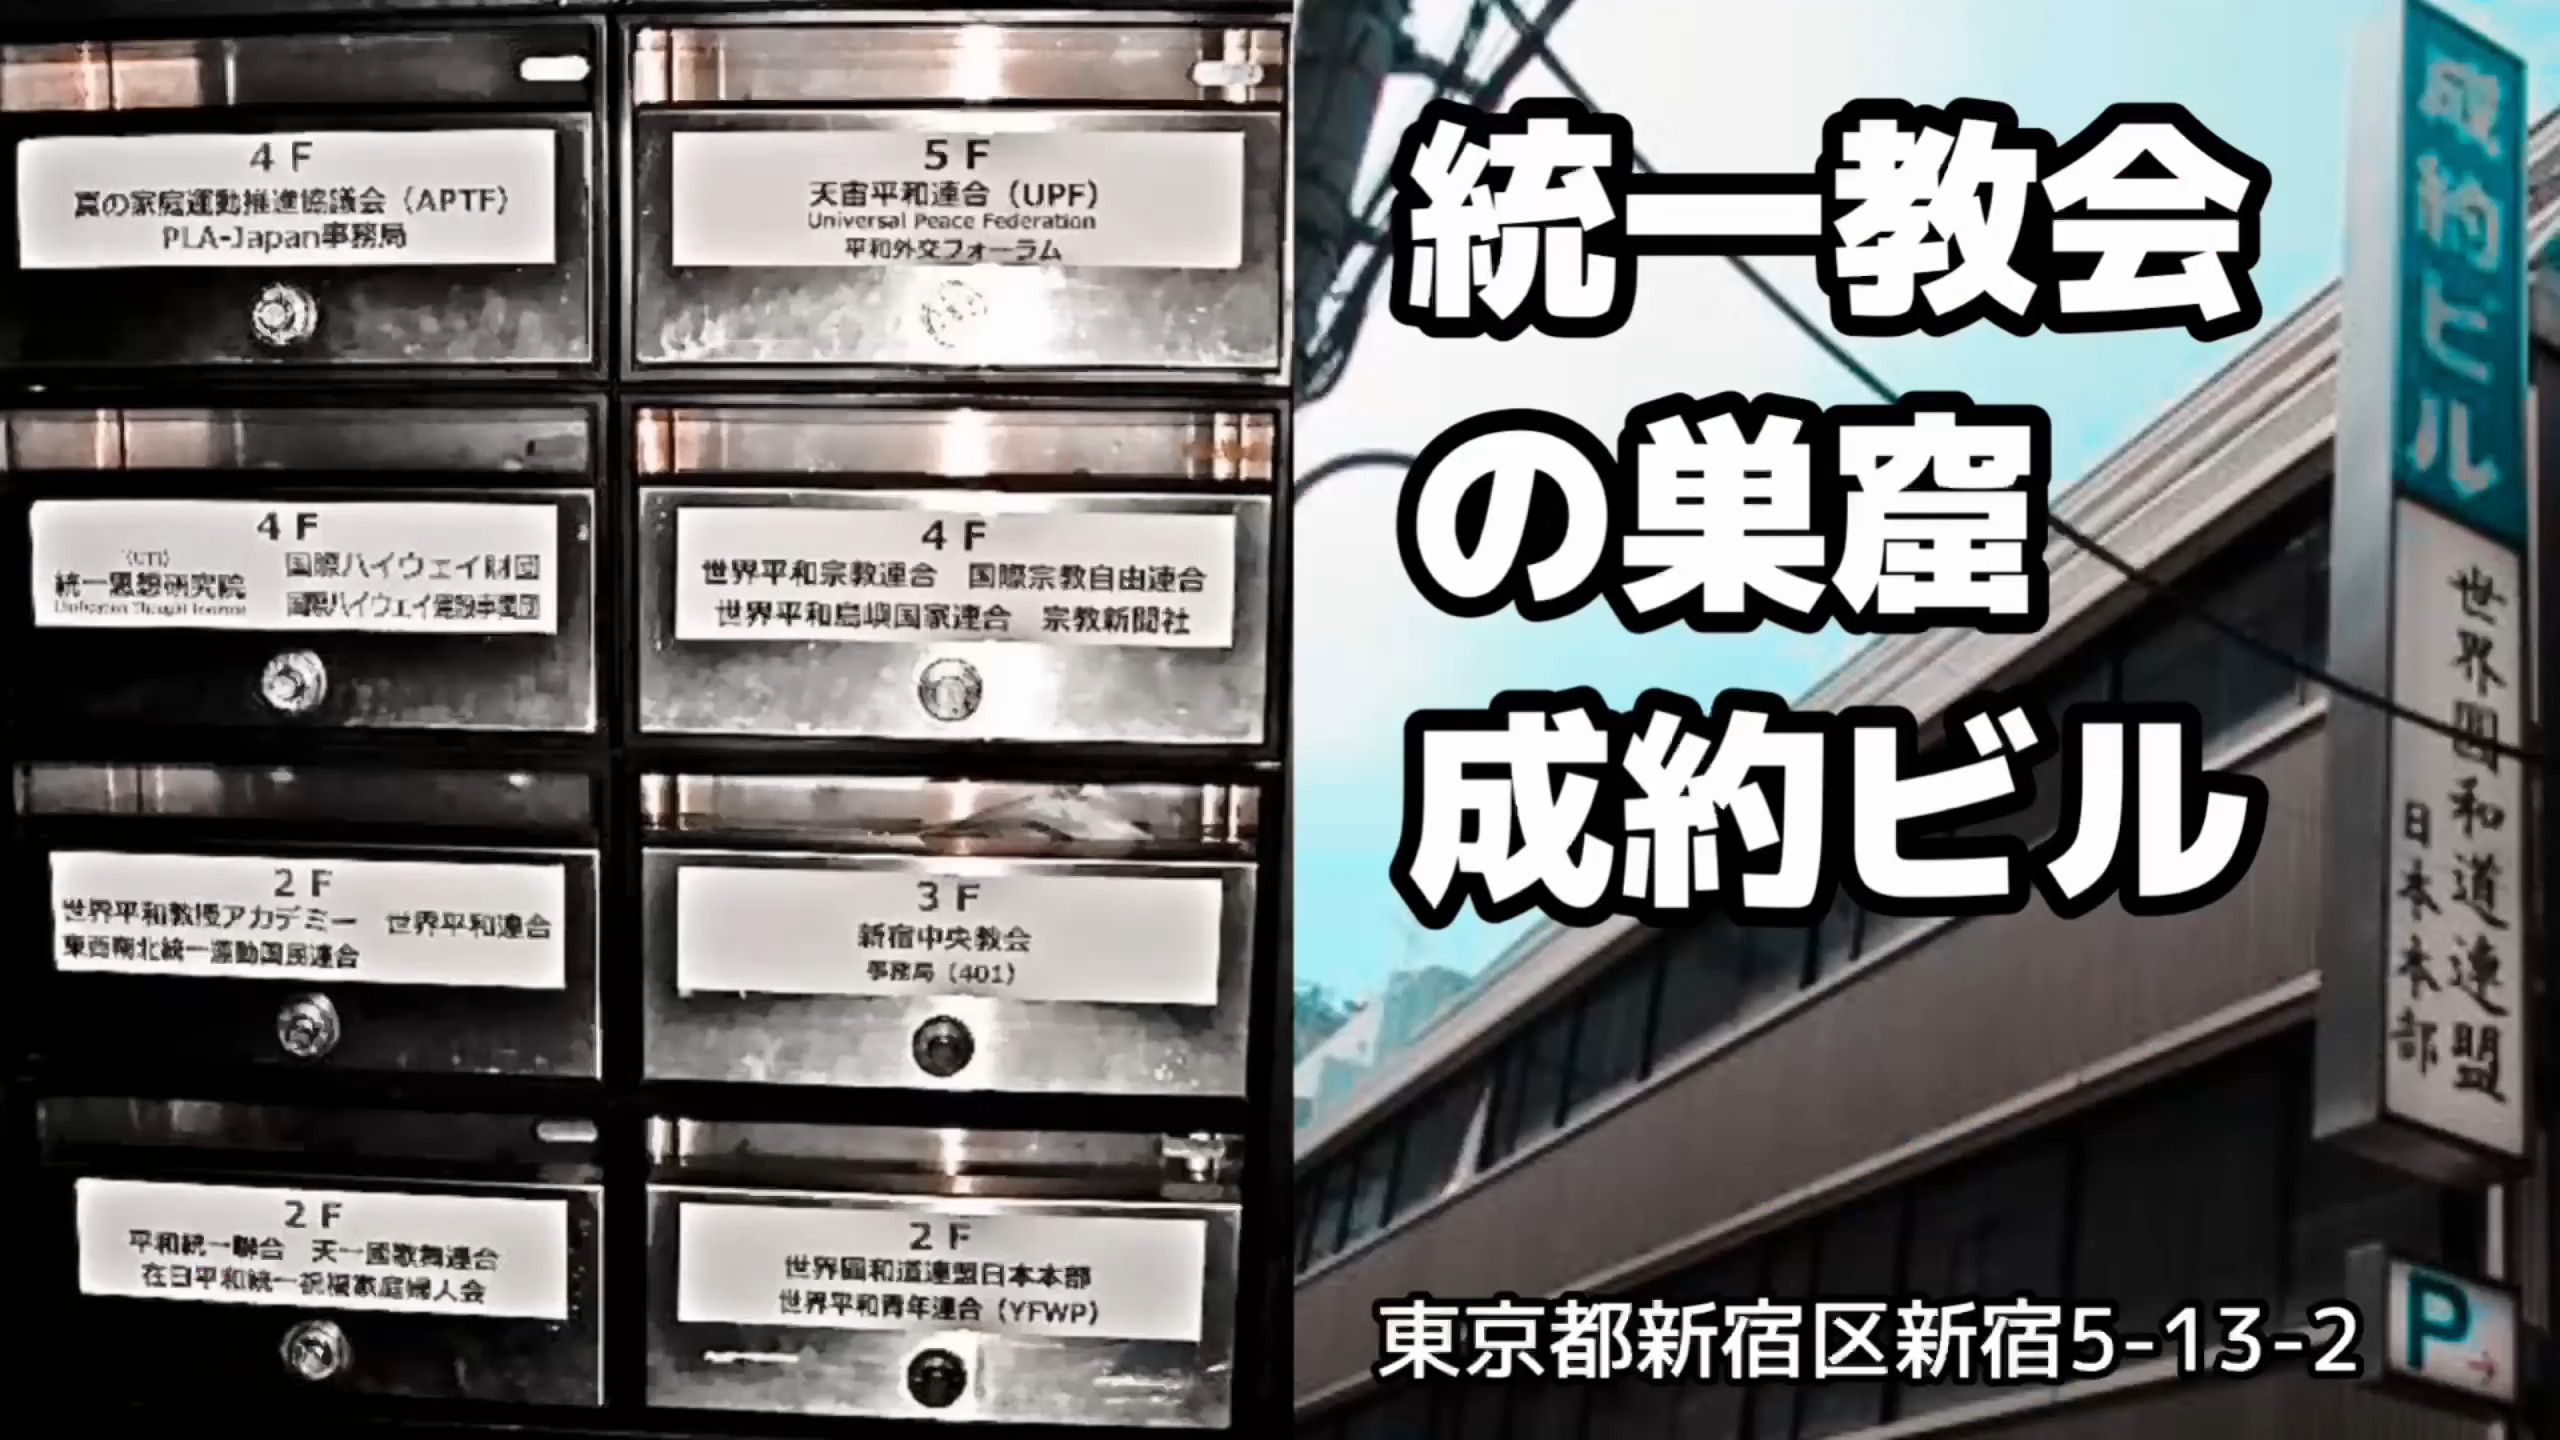 4F
真の家庭運動推進協議会（APTF）
PLA-Japan事務局
5F
天宙平和連合（UPF）
Universal Peace Federation
平和外交フォーラム
4F
(UTI)
統一思想研究院
Unification Thought Institute
国際ハイウェイ財団
国際ハイウェイ建設事業団
4F
世界平和宗教連合　国際宗教自由連合
世界平和島嶼国家連合　宗教新聞社
2F
世界平和教授アカデミー　世界平和連合
東西南北統一運動国民連合
3F
新宿中央教会
事務局（401）
2F
平和統一聯合　天一國歌舞連合
在日平和統一祝福家庭婦人会
2F
世界圓和道連盟日本本部
世界平和青年連合（YFWP）
統一教会
の巣窟
成約ビル
東京都新宿区新宿5-13-2
成約ビル
世界圓和道連盟
日本本部
P